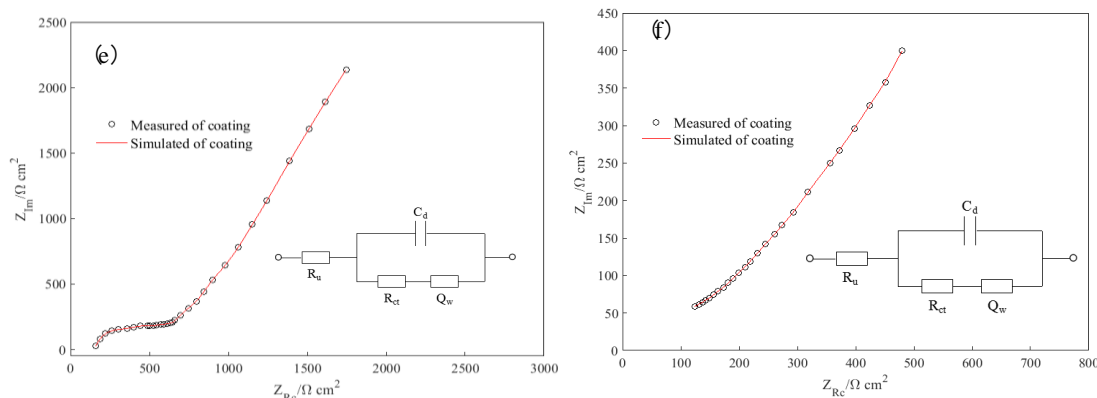 (e)
2500
2000
1500
1000
500
0
Z_Im/Ω cm²
Measured of coating
Simulated of coating
C_d
R_u
R_ct
Q_w
0 500 1000 1500 2000 2500 3000
Z_Re/Ω cm²
(f)
450
400
350
300
250
200
150
100
50
0
Z_Im/Ω cm²
Measured of coating
Simulated of coating
C_d
R_u
R_ct
Q_w
0 100 200 300 400 500 600 700 800
Z_Re/Ω cm²